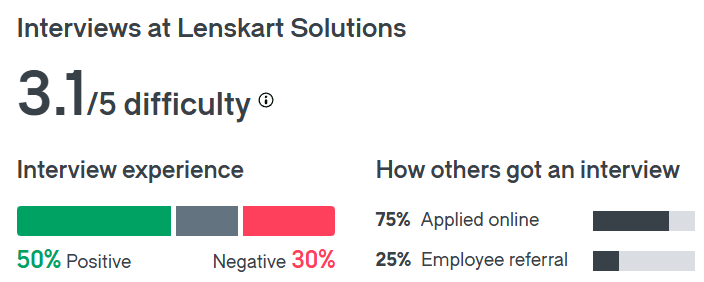 Interviews at Lenskart Solutions
3.1/5 difficulty
Interview experience
50% Positive
Negative 30%
How others got an interview
75% Applied online
25% Employee referral